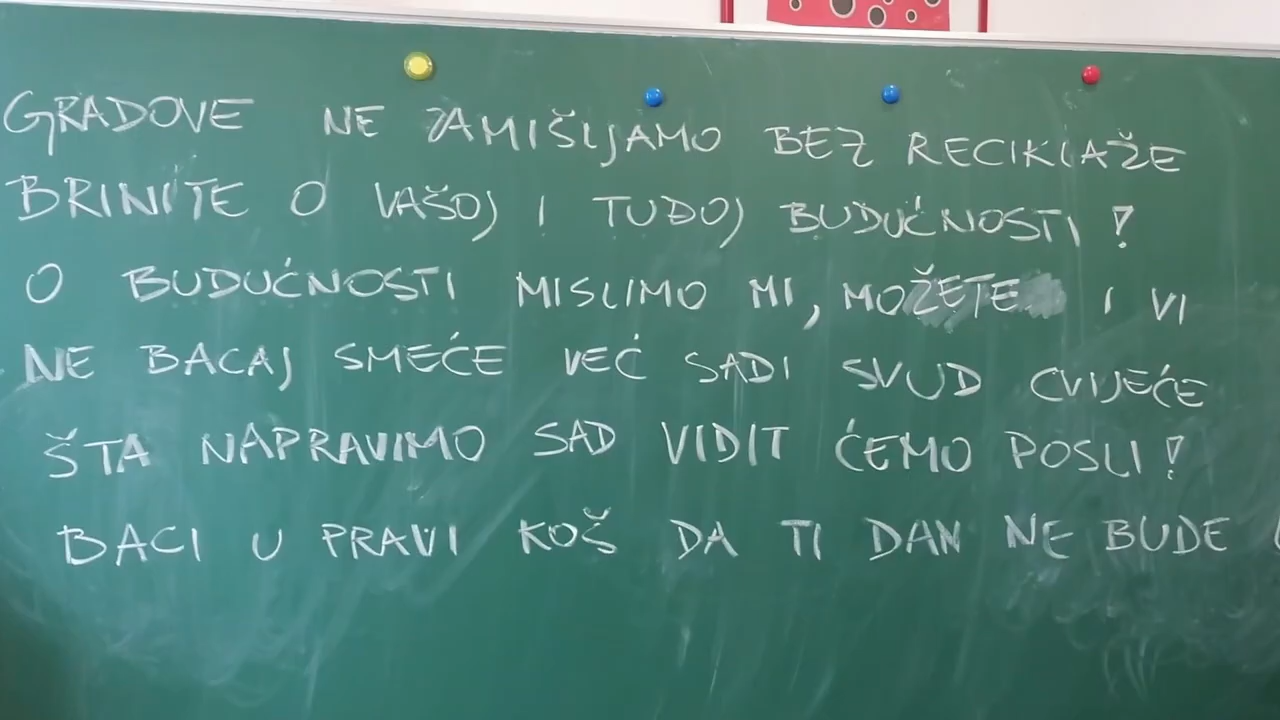 GRADOVE NE ZAMIŠLJAMO BEZ RECIKLAŽE
BRINITE O VAŠOJ I TUĐOJ BUDUĆNOSTI!
O BUDUĆNOSTI MISLIMO MI, MOŽETE I VI
NE BACAJ SMEĆE VEĆ SADI SVUD CVIJEĆE
ŠTA NAPRAVIMO SAD VIDIT ĆEMO POSLI!
BACI U PRAVI KOŠ DA TI DAN NE BUDE